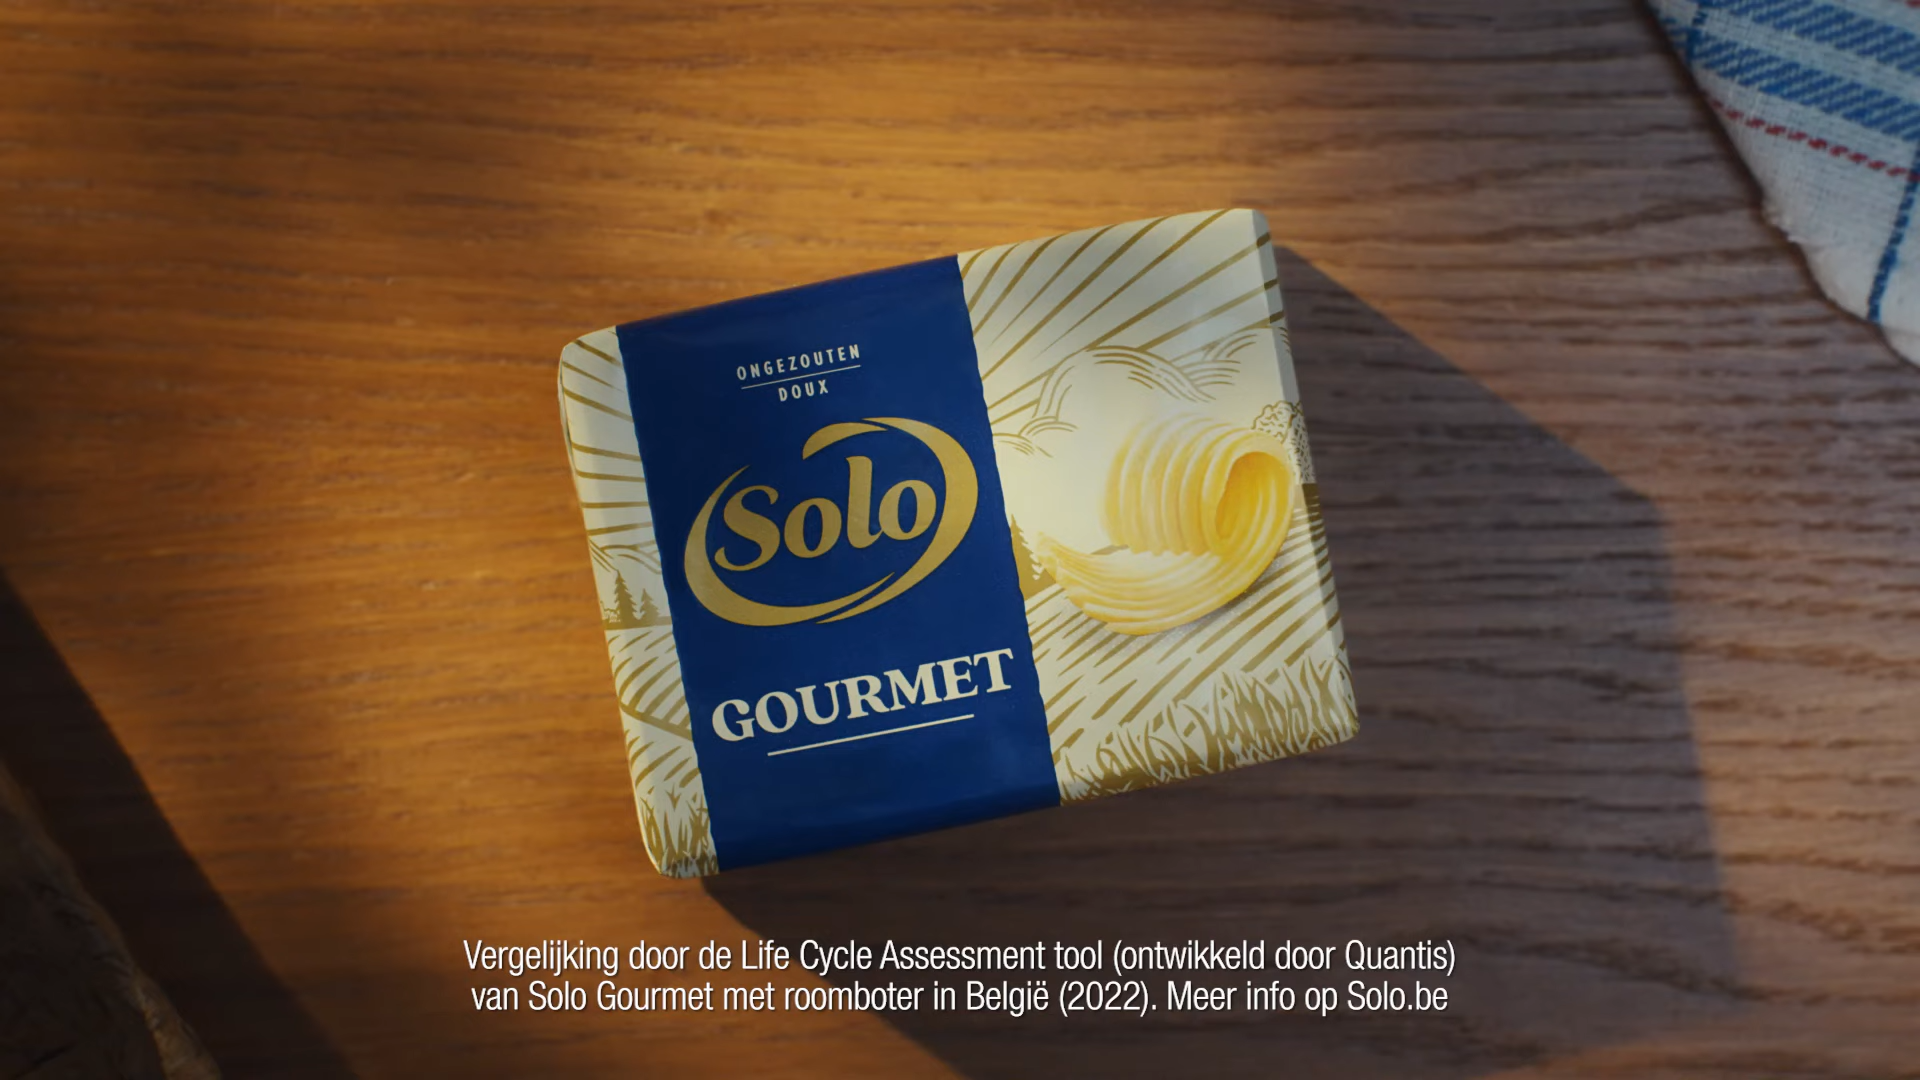 ONGEZOUTEN
DOUX
Solo
GOURMET
Vergelijking door de Life Cycle Assessment tool (ontwikkeld door Quantis)
van Solo Gourmet met roomboter in België (2022). Meer info op Solo.be